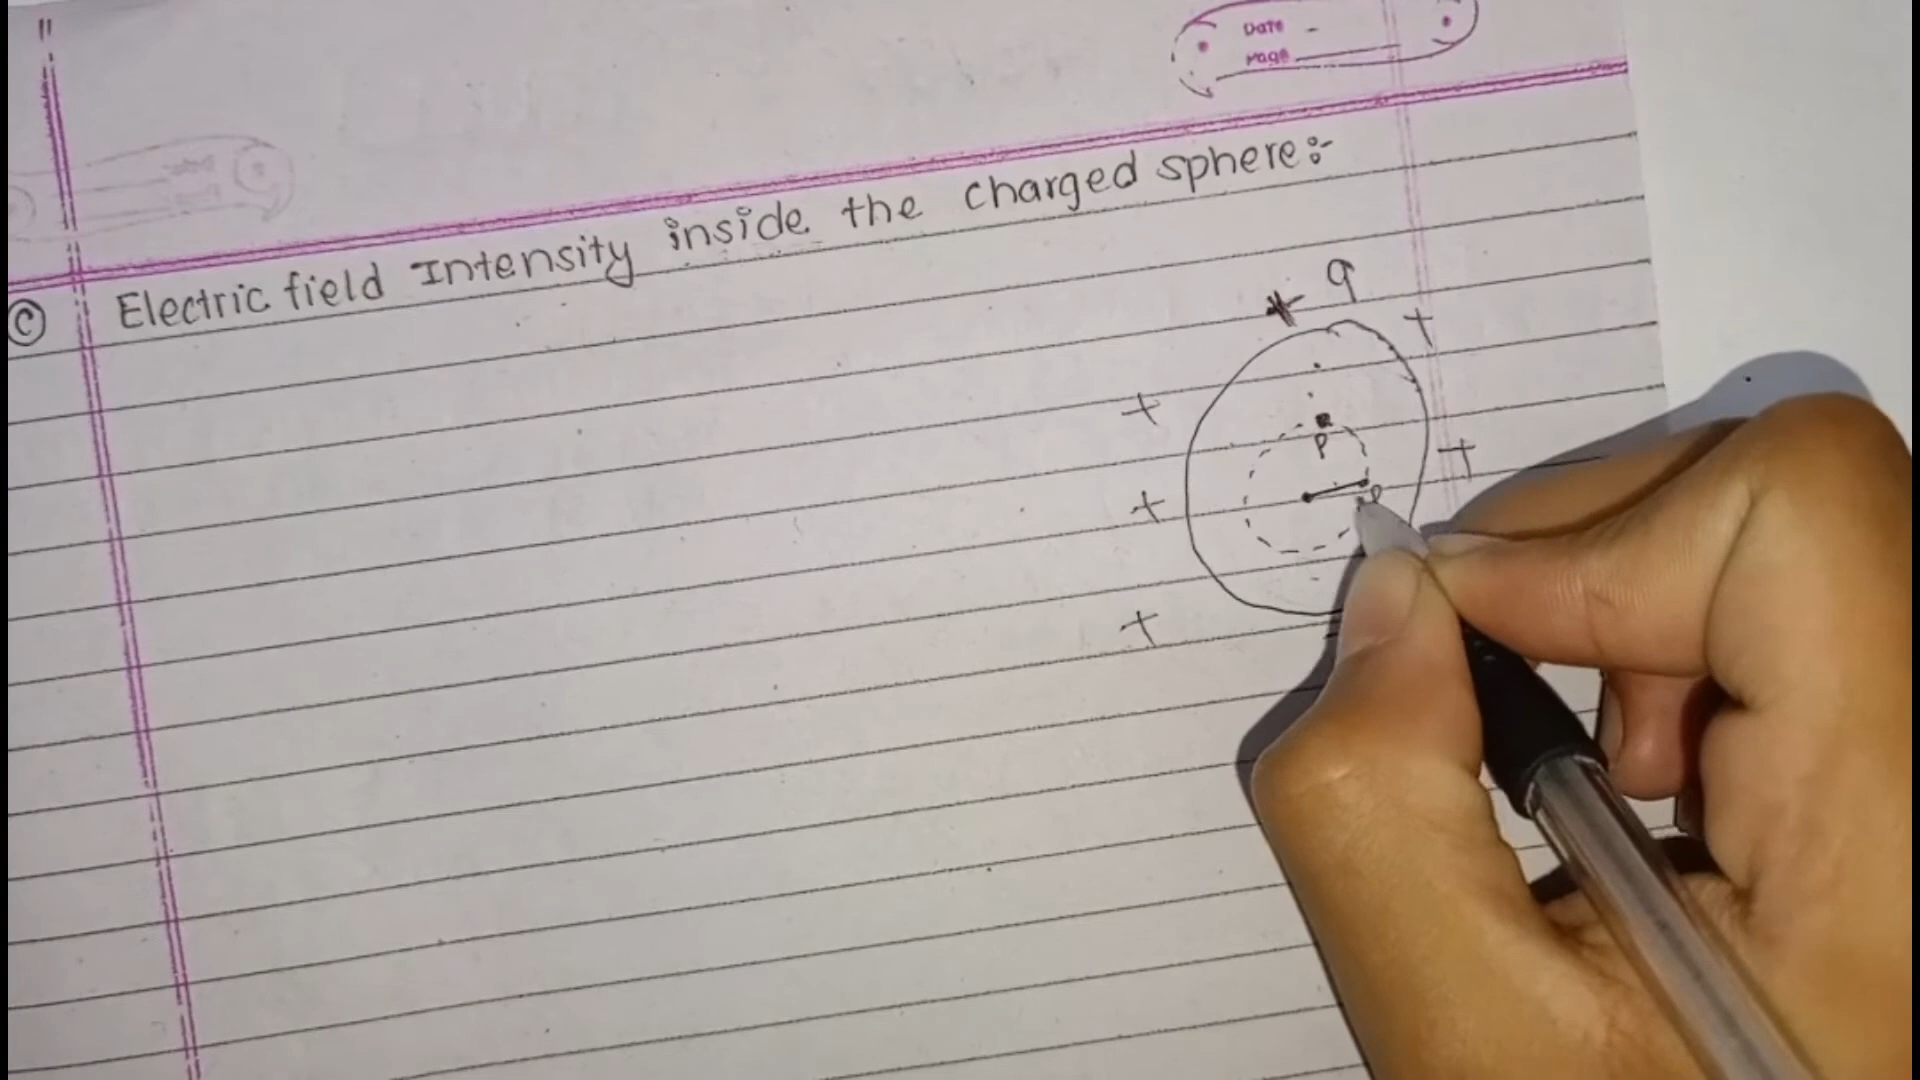 Date -
Page
© Electric field Intensity inside the charged sphere:-
q
+
+
P
+
+
P
+